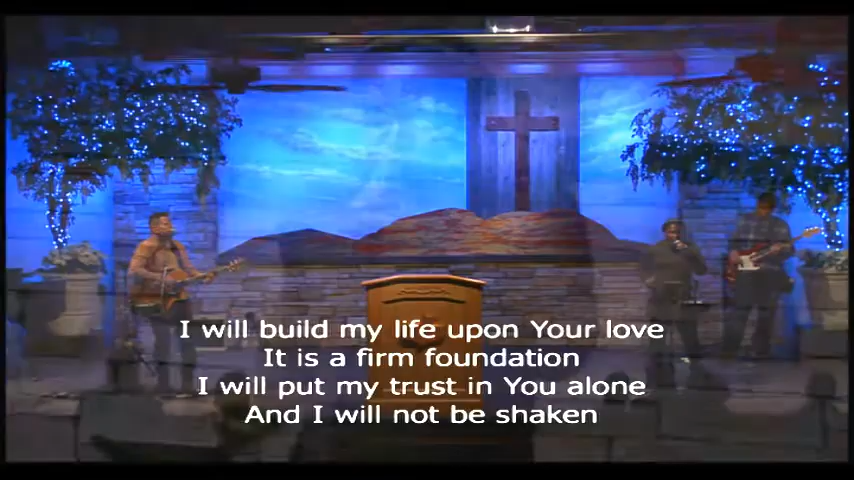 I will build my life upon Your love
It is a firm foundation
I will put my trust in You alone
And I will not be shaken